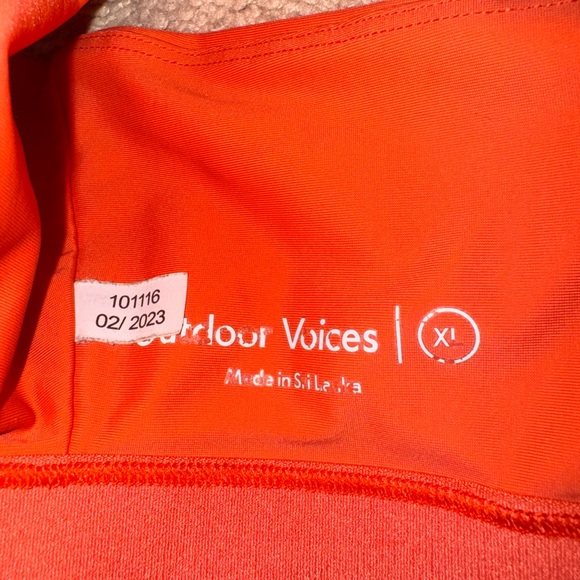 101116
02/ 2023
Outdoor Voices | XL
Made in Sri Lanka